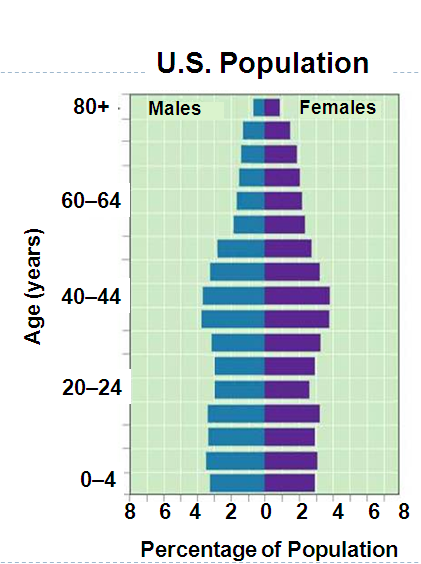 U.S. Population
80+
Males
Females
60–64
40–44
20–24
0–4
Age (years)
8 6 4 2 0 2 4 6 8
Percentage of Population